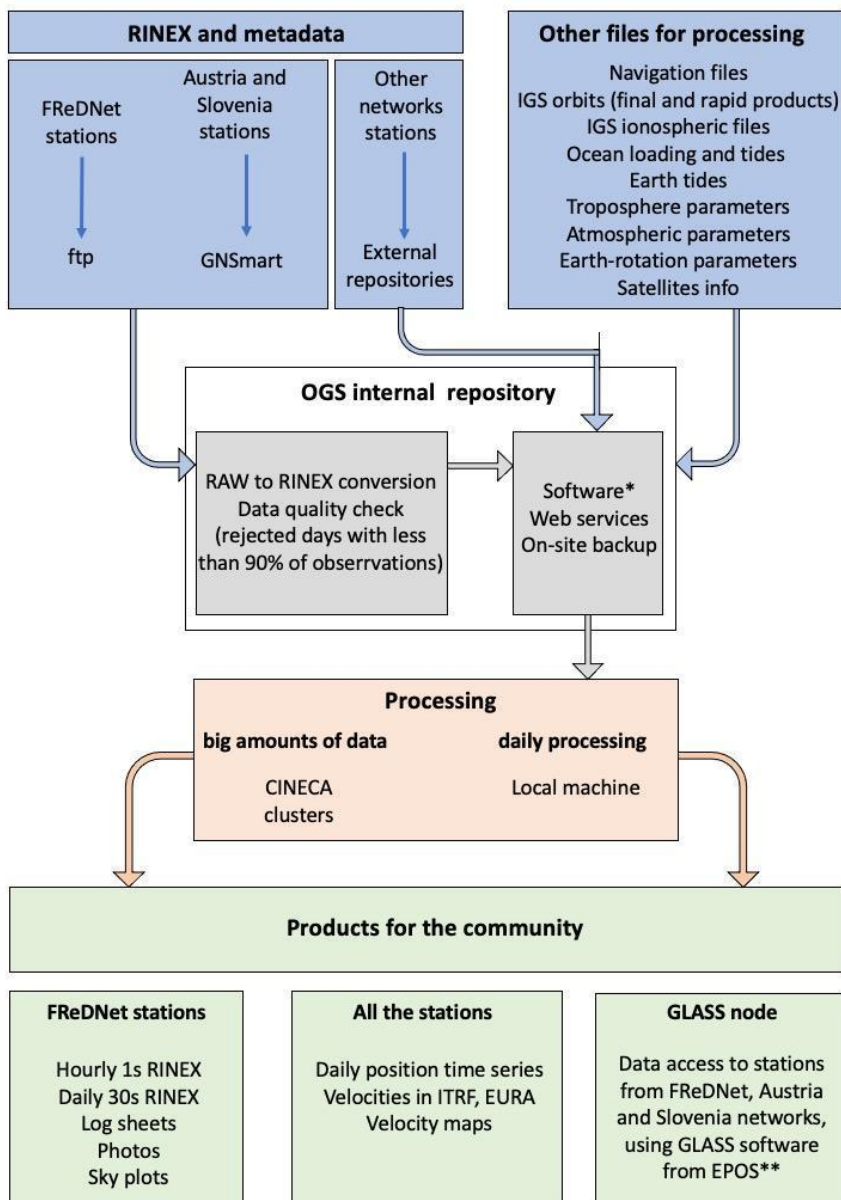 RINEX and metadata
FReDNet
stations
ftp
Austria and
Slovenia
stations
GNSmart
Other
networks
stations
External
repositories
Other files for processing
Navigation files
IGS orbits (final and rapid products)
IGS ionospheric files
Ocean loading and tides
Earth tides
Troposphere parameters
Atmospheric parameters
Earth-rotation parameters
Satellites info
OGS internal repository
RAW to RINEX conversion
Data quality check
(rejected days with less
than 90% of obserrvations)
Software*
Web services
On-site backup
Processing
big amounts of data
CINECA
clusters
daily processing
Local machine
Products for the community
FReDNet stations
Hourly 1s RINEX
Daily 30s RINEX
Log sheets
Photos
Sky plots
All the stations
Daily position time series
Velocities in ITRF, EURA
Velocity maps
GLASS node
Data access to stations
from FReDNet, Austria
and Slovenia networks,
using GLASS software
from EPOS**